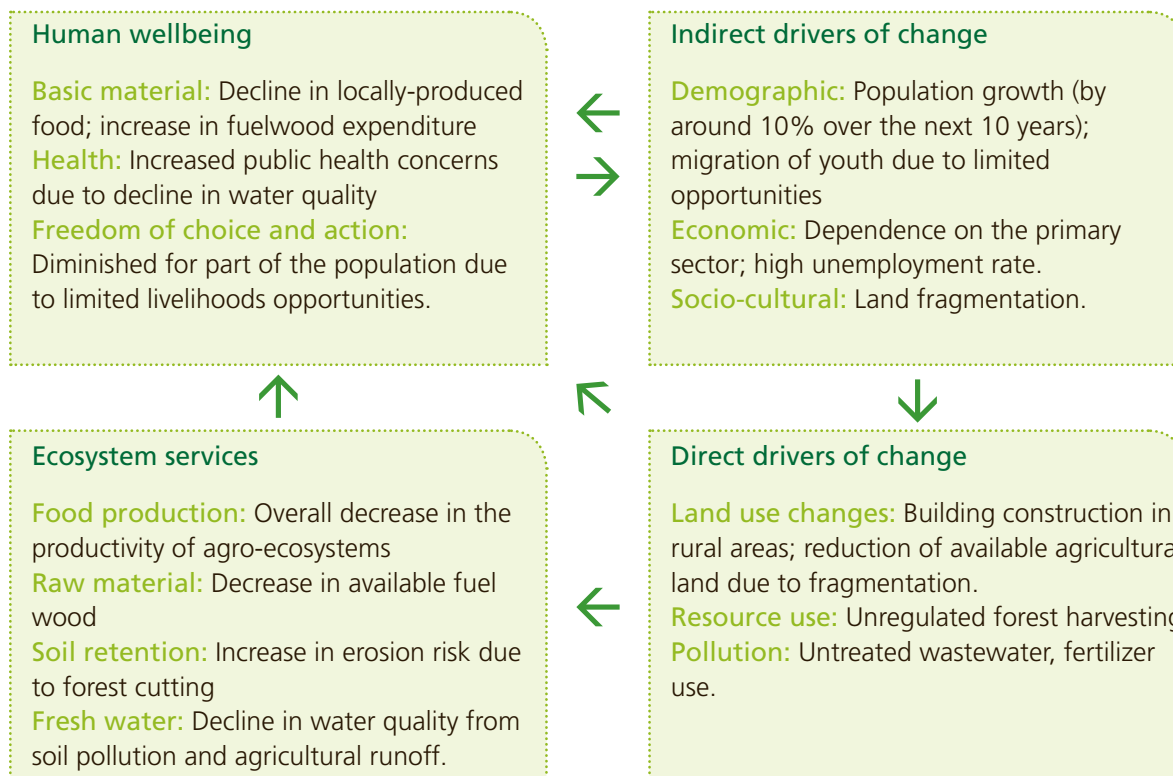 Human wellbeing
Basic material: Decline in locally-produced
food; increase in fuelwood expenditure
Health: Increased public health concerns
due to decline in water quality
Freedom of choice and action:
Diminished for part of the population due
to limited livelihoods opportunities.
Indirect drivers of change
Demographic: Population growth (by
around 10% over the next 10 years);
migration of youth due to limited
opportunities
Economic: Dependence on the primary
sector; high unemployment rate.
Socio-cultural: Land fragmentation.
Ecosystem services
Food production: Overall decrease in the
productivity of agro-ecosystems
Raw material: Decrease in available fuel
wood
Soil retention: Increase in erosion risk due
to forest cutting
Fresh water: Decline in water quality from
soil pollution and agricultural runoff.
Direct drivers of change
Land use changes: Building construction in
rural areas; reduction of available agricultura
land due to fragmentation.
Resource use: Unregulated forest harvesting
Pollution: Untreated wastewater, fertilizer
use.